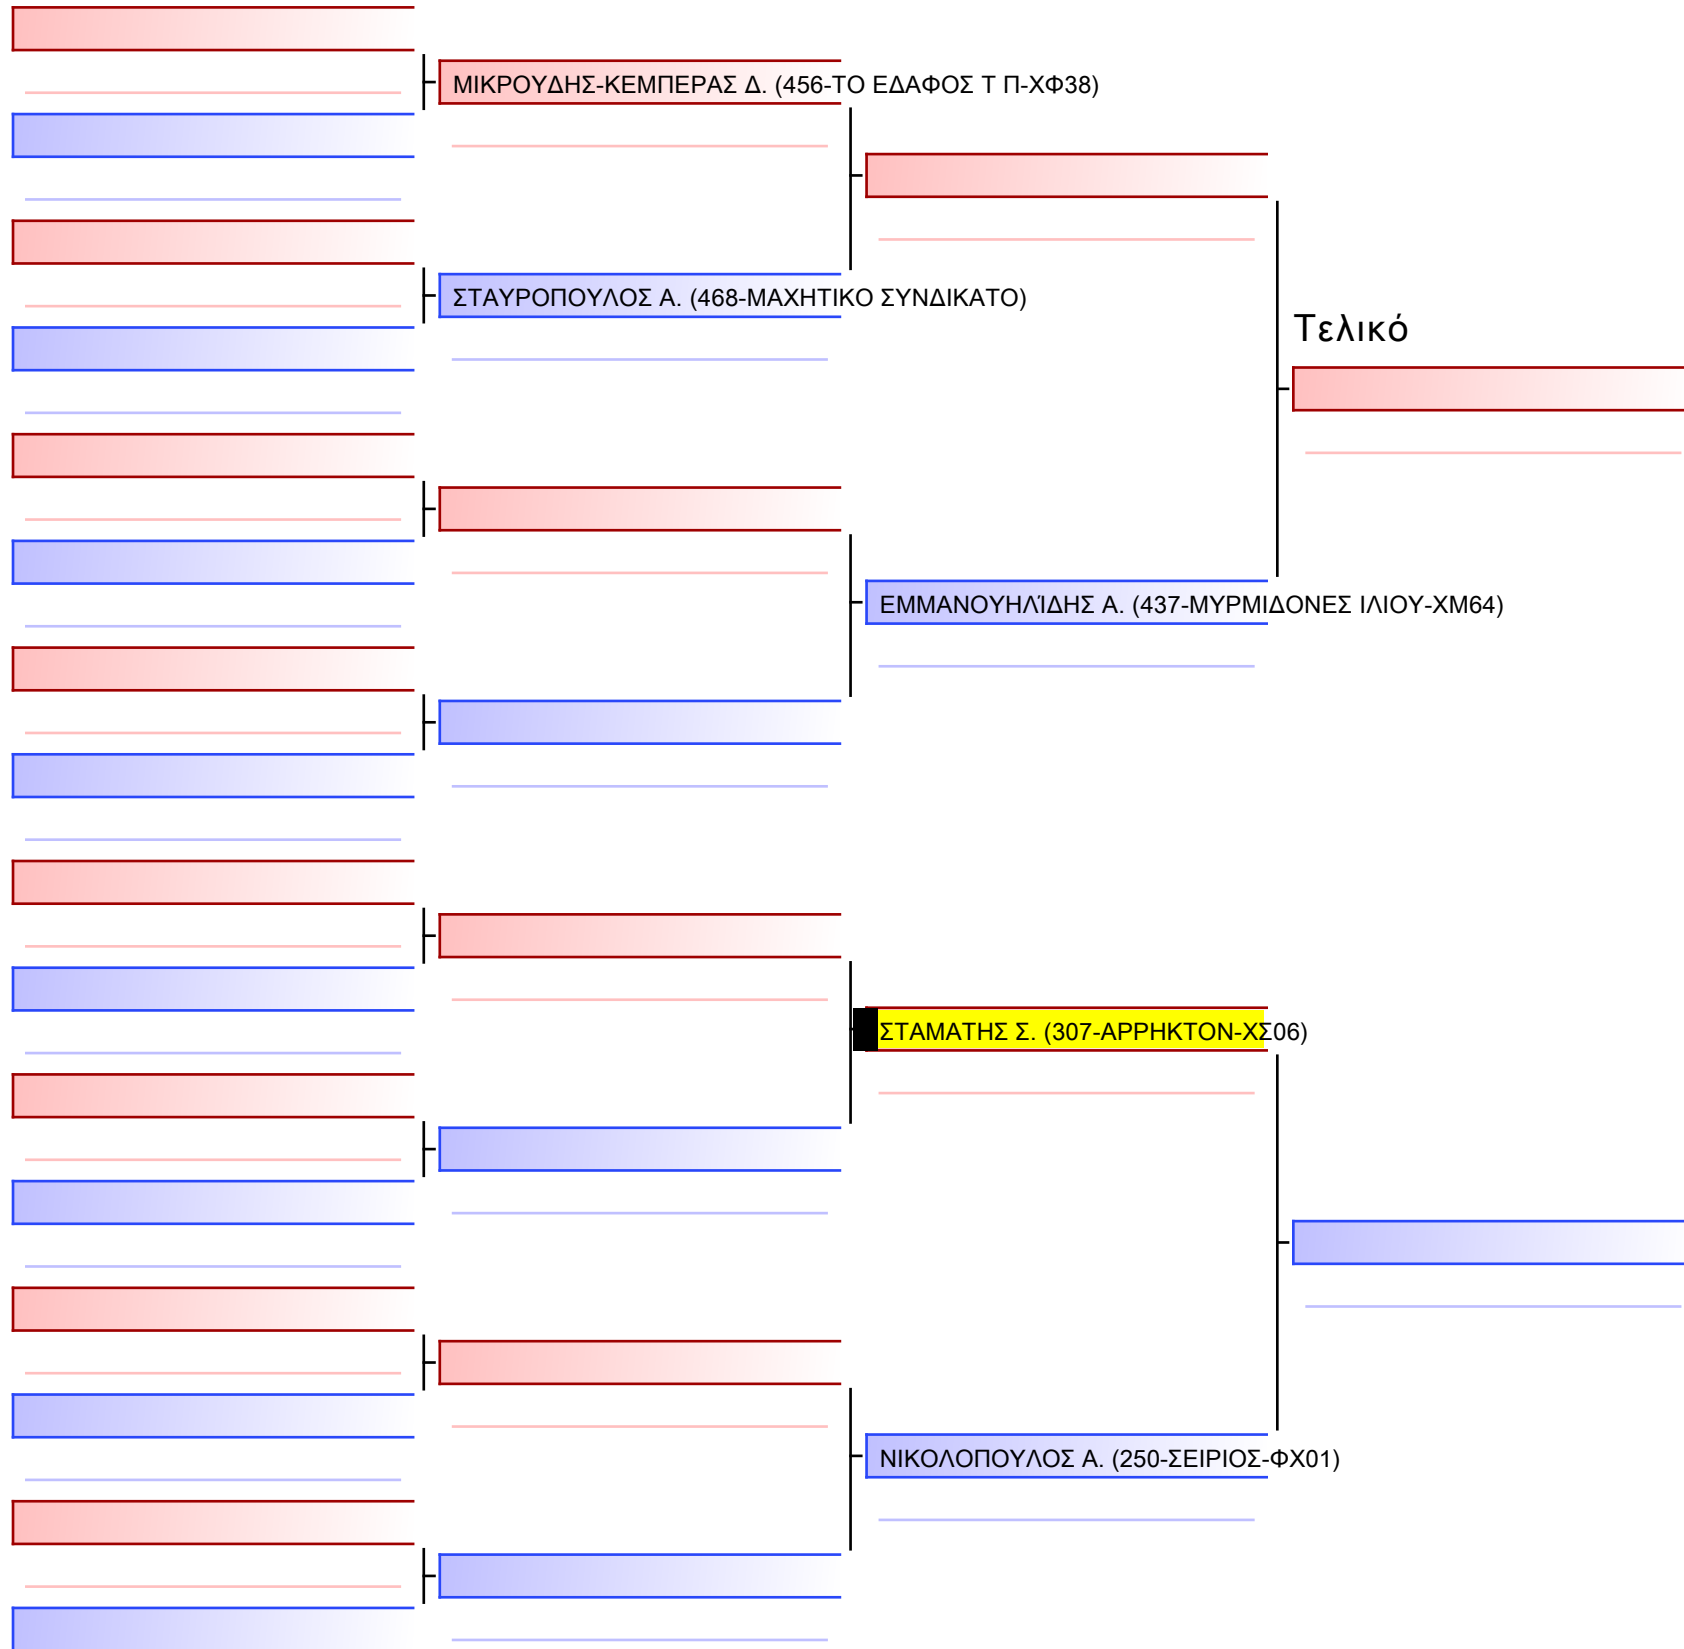 ΜΙΚΡΟΥΔΗΣ-ΚΕΜΠΕΡΑΣ Δ. (456-ΤΟ ΕΔΑΦΟΣ Τ Π-ΧΦ38)
ΣΤΑΥΡΟΠΟΥΛΟΣ Α. (468-ΜΑΧΗΤΙΚΟ ΣΥΝΔΙΚΑΤΟ)
Τελικό
ΕΜΜΑΝΟΥΗΛΊΔΗΣ Α. (437-ΜΥΡΜΙΔΟΝΕΣ ΙΛΙΟΥ-ΧΜ64)
ΣΤΑΜΑΤΗΣ Σ. (307-ΑΡΡΗΚΤΟΝ-ΧΣ06)
ΝΙΚΟΛΟΠΟΥΛΟΣ Α. (250-ΣΕΙΡΙΟΣ-ΦΧ01)